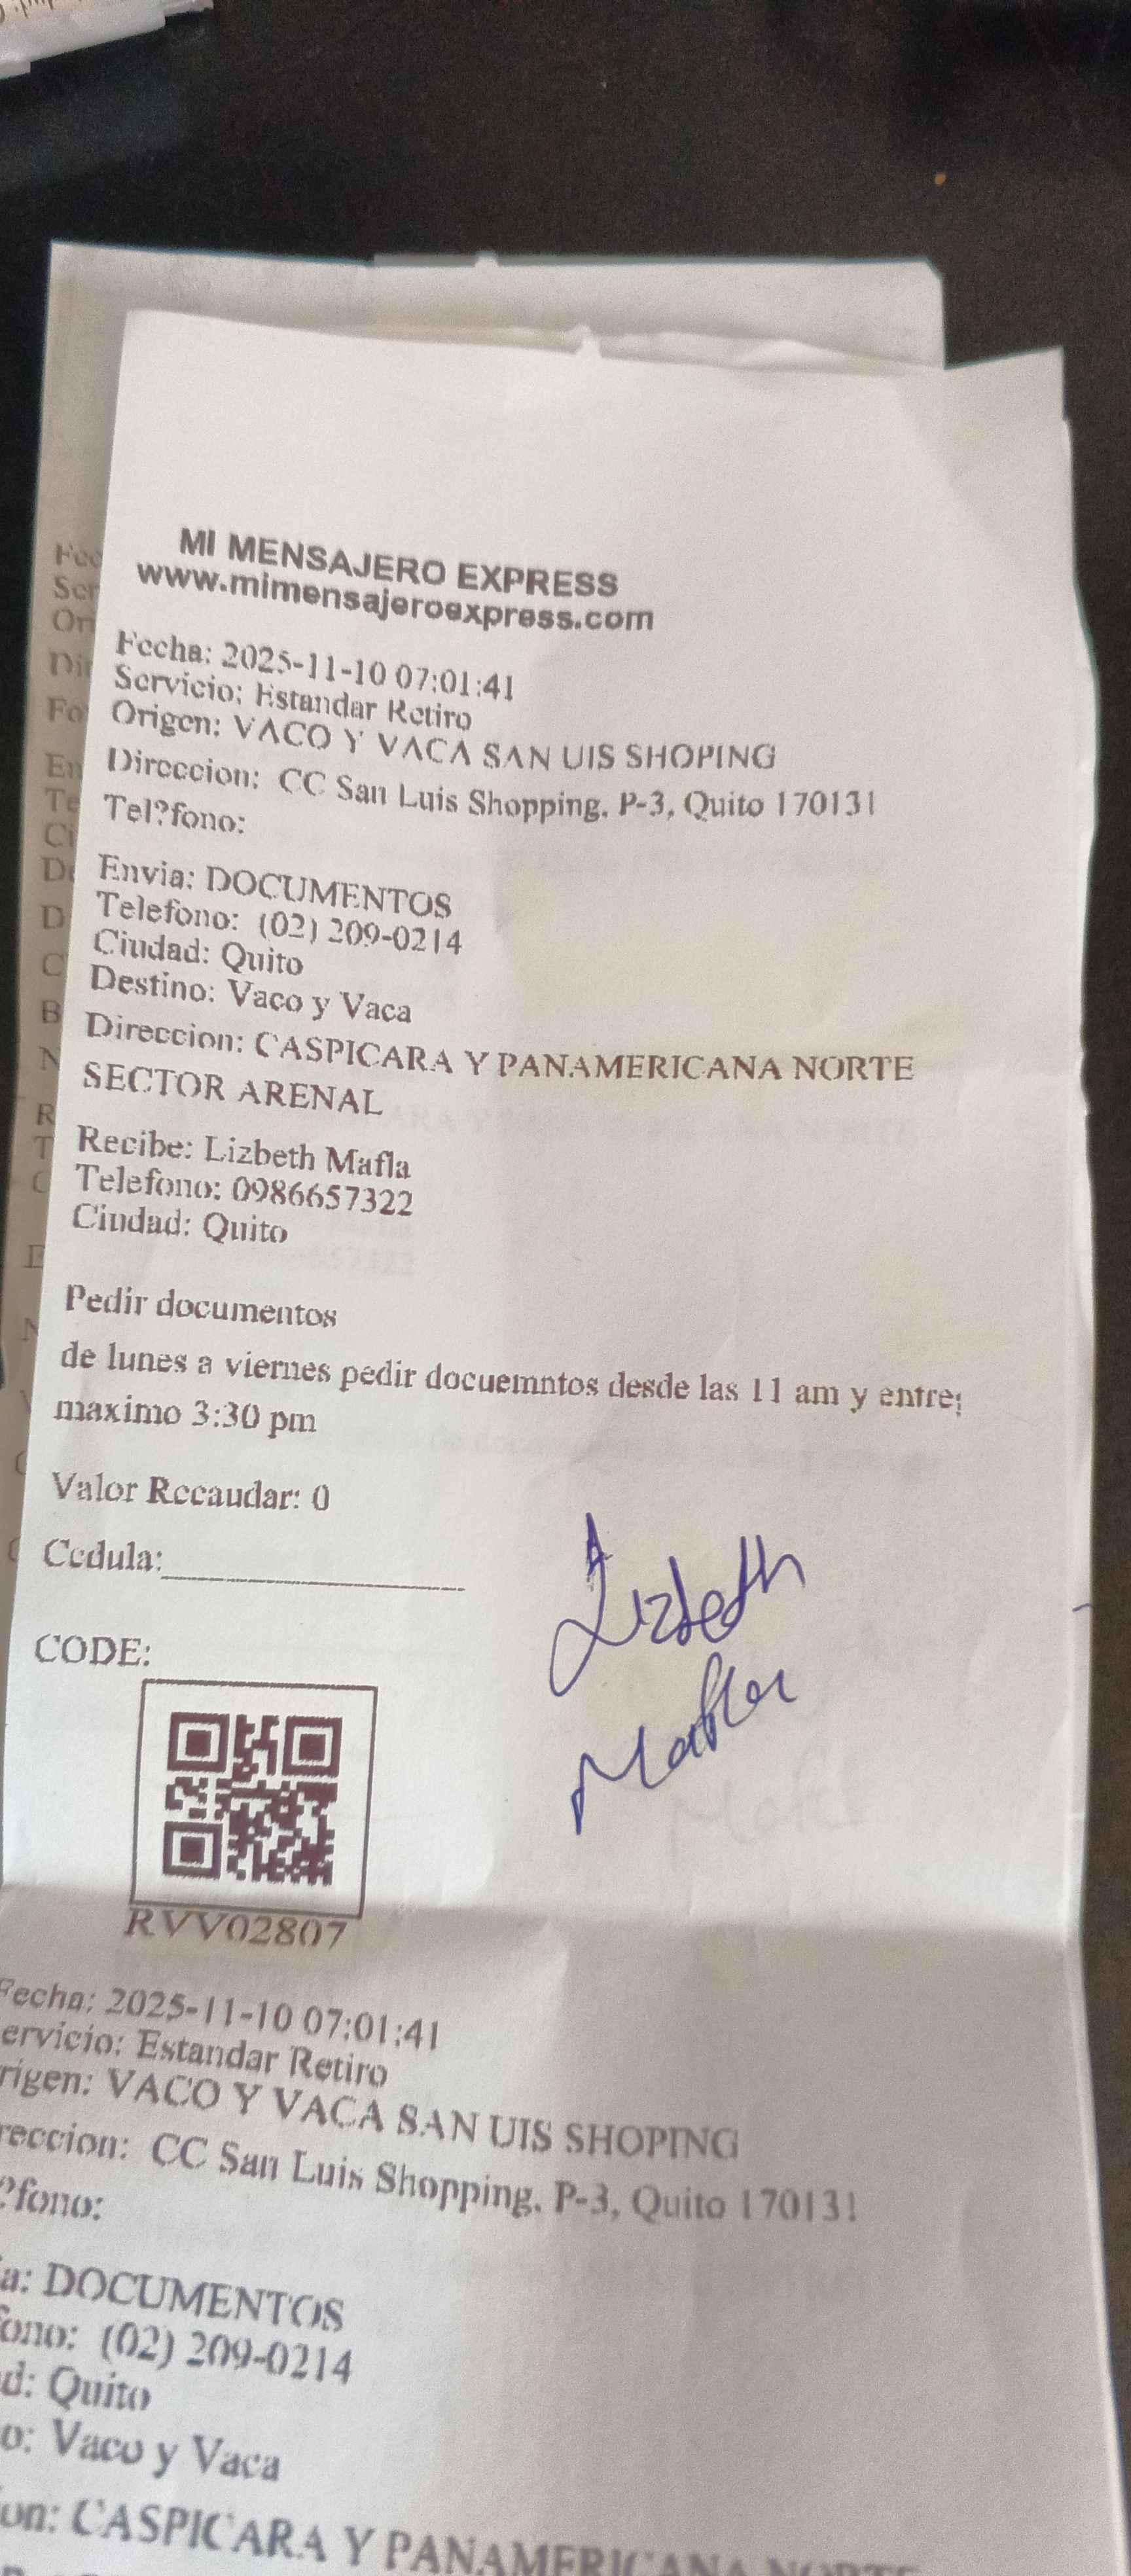 MI MENSAJERO EXPRESS
www.mimensajeroexpress.com
Fecha: 2025-11-10 07:01:41
Servicio: Estandar Retiro
Origen: VACO Y VACA SAN UIS SHOPING
Direccion: CC San Luis Shopping, P-3, Quito 170131
Tel?fono:
Envia: DOCUMENTOS
Telefono: (02) 209-0214
Ciudad: Quito
Destino: Vaco y Vaca
Direccion: CASPICARA Y PANAMERICANA NORTE
SECTOR ARENAL
Recibe: Lizbeth Mafla
Telefono: 0986657322
Ciudad: Quito
Pedir documentos
de lunes a viernes pedir docuemntos desde las 11 am y entre
maximo 3:30 pm
Valor Recaudar: 0
Cedula:
Lizbeth
Mafla
CODE:
RVV02807
Fecha: 2025-11-10 07:01:41
ervicio: Estandar Retiro
rigen: VACO Y VACA SAN UIS SHOPING
reccion: CC San Luis Shopping, P-3, Quito 170131
?fono:
a: DOCUMENTOS
fono: (02) 209-0214
d: Quito
o: Vaco y Vaca
on: CASPICARA Y PANAMERICANA NORTE